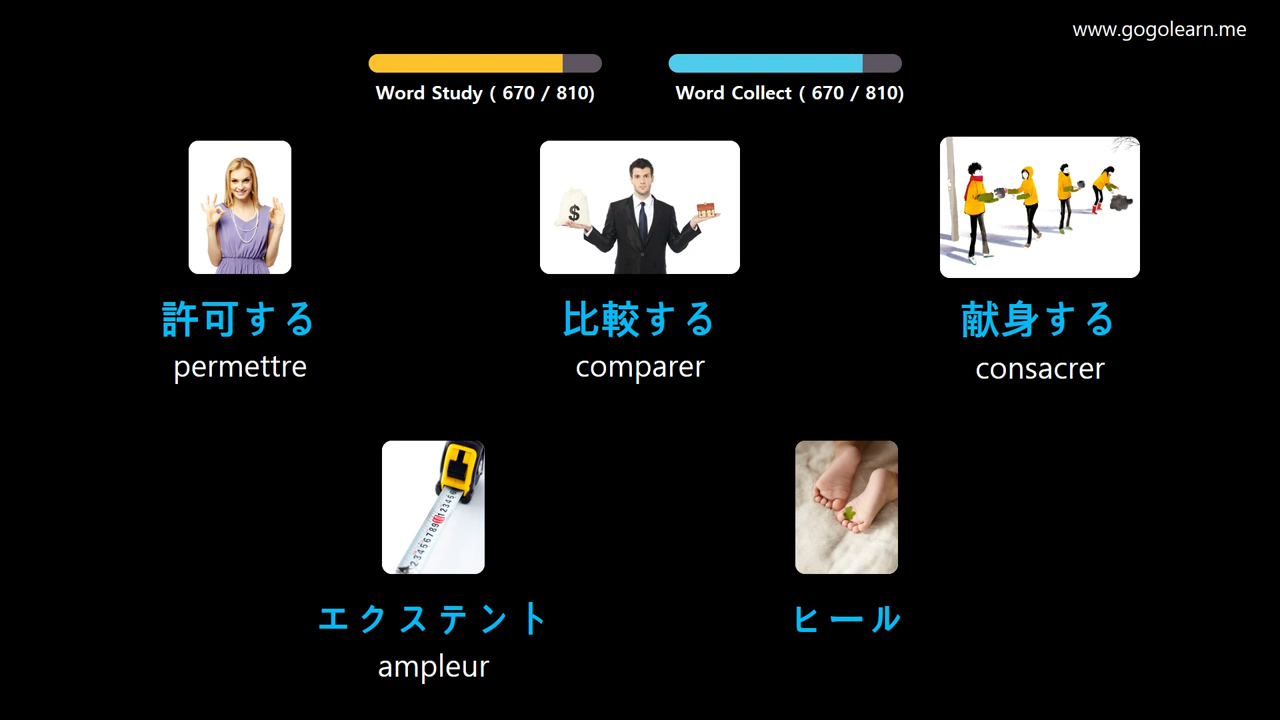 www.gogolearn.me
Word Study ( 670 / 810)
Word Collect ( 670 / 810)
許可する
permettre
比較する
comparer
献身する
consacrer
エクステント
ampleur
ヒール